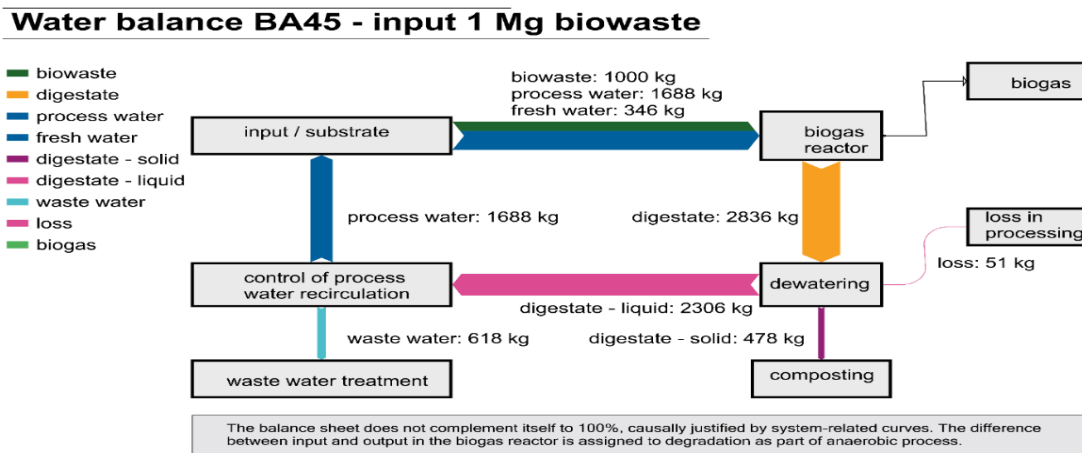 Water balance BA45 - input 1 Mg biowaste
biowaste
digestate
process water
fresh water
digestate - solid
digestate - liquid
waste water
loss
biogas
input / substrate
biowaste: 1000 kg
process water: 1688 kg
fresh water: 346 kg
biogas
reactor
biogas
process water: 1688 kg
digestate: 2836 kg
loss in
processing
loss: 51 kg
control of process
water recirculation
dewatering
digestate - liquid: 2306 kg
waste water: 618 kg
digestate - solid: 478 kg
waste water treatment
composting
The balance sheet does not complement itself to 100%, causally justified by system-related curves. The difference
between input and output in the biogas reactor is assigned to degradation as part of anaerobic process.